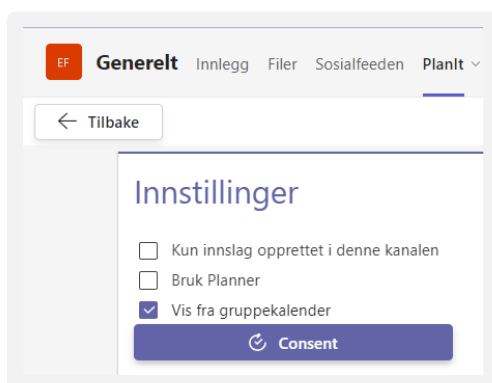 EF Generelt Innlegg Filer Sosialfeeden PlanIt
Tilbake
Innstillinger
Kun innslag opprettet i denne kanalen
Bruk Planner
Vis fra gruppekalender
Consent